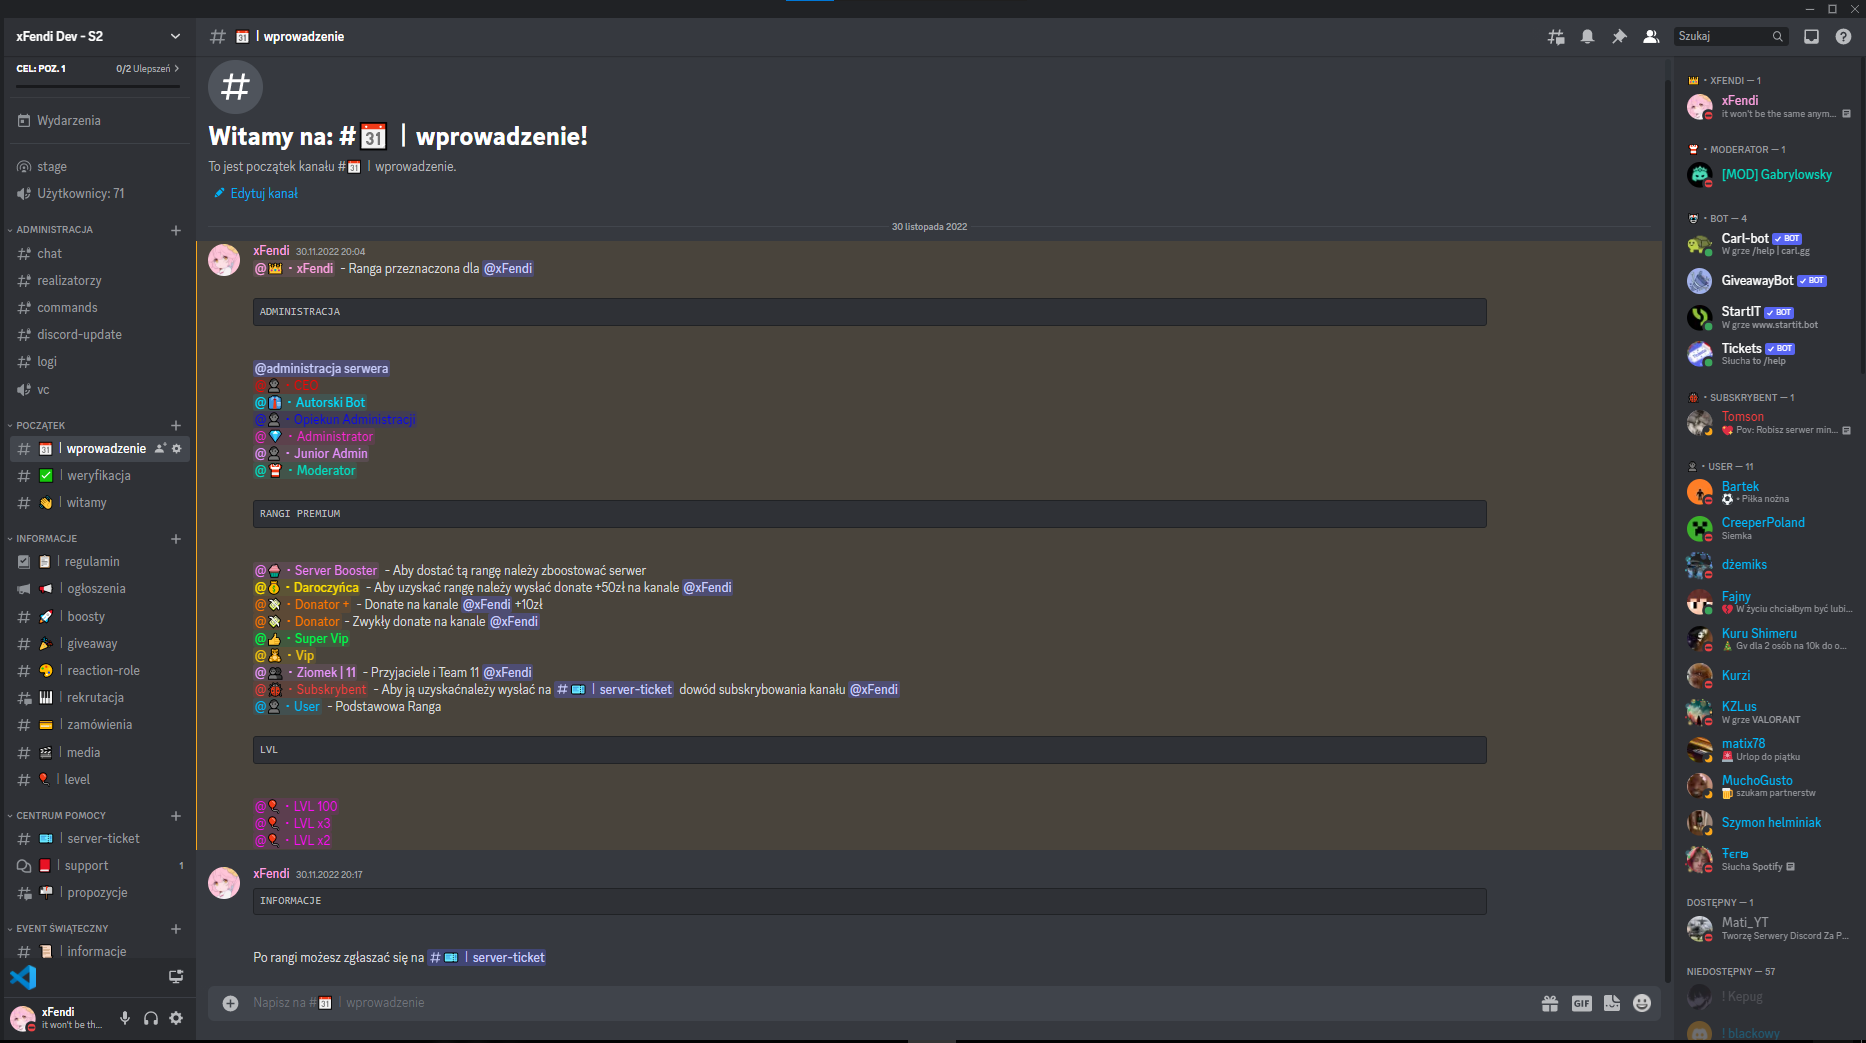 xFendi Dev - S2
CEL: POZ. 1 0/2 Ulepszeń
Wydarzenia
stage
Użytkownicy: 71
ADMINISTRACJA
chat
realizatorzy
commands
discord-update
logi
vc
POCZĄTEK
| wprowadzenie
| weryfikacja
| witamy
INFORMACJE
| regulamin
| ogłoszenia
| boosty
| giveaway
| reaction-role
| rekrutacja
| zamówienia
| media
| level
CENTRUM POMOCY
| server-ticket
| support 1
| propozycje
EVENT ŚWIĄTECZNY
| informacje
xFendi
it won't be th...
# 📅 | wprowadzenie
Szukaj
Witamy na: #📅 | wprowadzenie!
To jest początek kanału #📅 | wprowadzenie.
Edytuj kanał
30 listopada 2022
xFendi 30.11.2022 20:04
@👑 · xFendi - Ranga przeznaczona dla @xFendi
ADMINISTRACJA
@administracja serwera
@👤 · CEO
@👔 · Autorski Bot
@👤 · Opiekun Administracji
@💎 · Administrator
@👤 · Junior Admin
@ · Moderator
RANGI PREMIUM
@🧁 · Server Booster - Aby dostać tą rangę należy zboostować serwer
@💰 · Daroczyńca - Aby uzyskać rangę należy wysłać donate +50zł na kanale @xFendi
@💸 · Donator + - Donate na kanale @xFendi +10zł
@💸 · Donator - Zwykły donate na kanale @xFendi
@👍 · Super Vip
@🧸 · Vip
@👥 · Ziomek | 11 - Przyjaciele i Team 11 @xFendi
@🐞 · Subskrybent - Aby ją uzyskaćnależy wysłać na # 🎟️ | server-ticket dowód subskrybowania kanału @xFendi
@👤 · User - Podstawowa Ranga
LVL
@🎈 · LVL 100
@🎈 · LVL x3
@🎈 · LVL x2
xFendi 30.11.2022 20:17
INFORMACJE
Po rangi możesz zgłaszać się na # 🎟️ | server-ticket
Napisz na #📅 | wprowadzenie
GIF
👑 · XFENDI — 1
xFendi
it won't be the same anym...
· MODERATOR — 1
[MOD] Gabrylowsky
· BOT — 4
Carl-bot BOT
W grze /help | carl.gg
GiveawayBot BOT
StartIT BOT
W grze www.startit.bot
Tickets BOT
Słucha to /help
🐞 · SUBSKRYBENT — 1
Tomson
Pov: Robisz serwer min...
👤 · USER — 11
Bartek
⚽ • Piłka nożna
CreeperPoland
Siemka
dżemiks
Fajny
💔 W życiu chciałbym być lubi...
Kuru Shimeru
🎄 Gv dla 2 osób na 10k do o...
Kurzi
KZLus
W grze VALORANT
matix78
🚨 Urlop do piątku
MuchoGusto
🍺 szukam partnerstw
Szymon helminiak
Słucha Spotify
DOSTĘPNY — 1
Mati_YT
Tworzę Serwery Discord Za P...
NIEDOSTĘPNY — 57
! Kepug
! blackowy